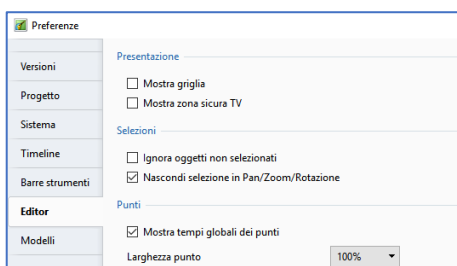 Preferenze
Versioni
Progetto
Sistema
Timeline
Barre strumenti
Editor
Modelli
Presentazione
Mostra griglia
Mostra zona sicura TV
Selezioni
Ignora oggetti non selezionati
Nascondi selezione in Pan/Zoom/Rotazione
Punti
Mostra tempi globali dei punti
Larghezza punto 100%